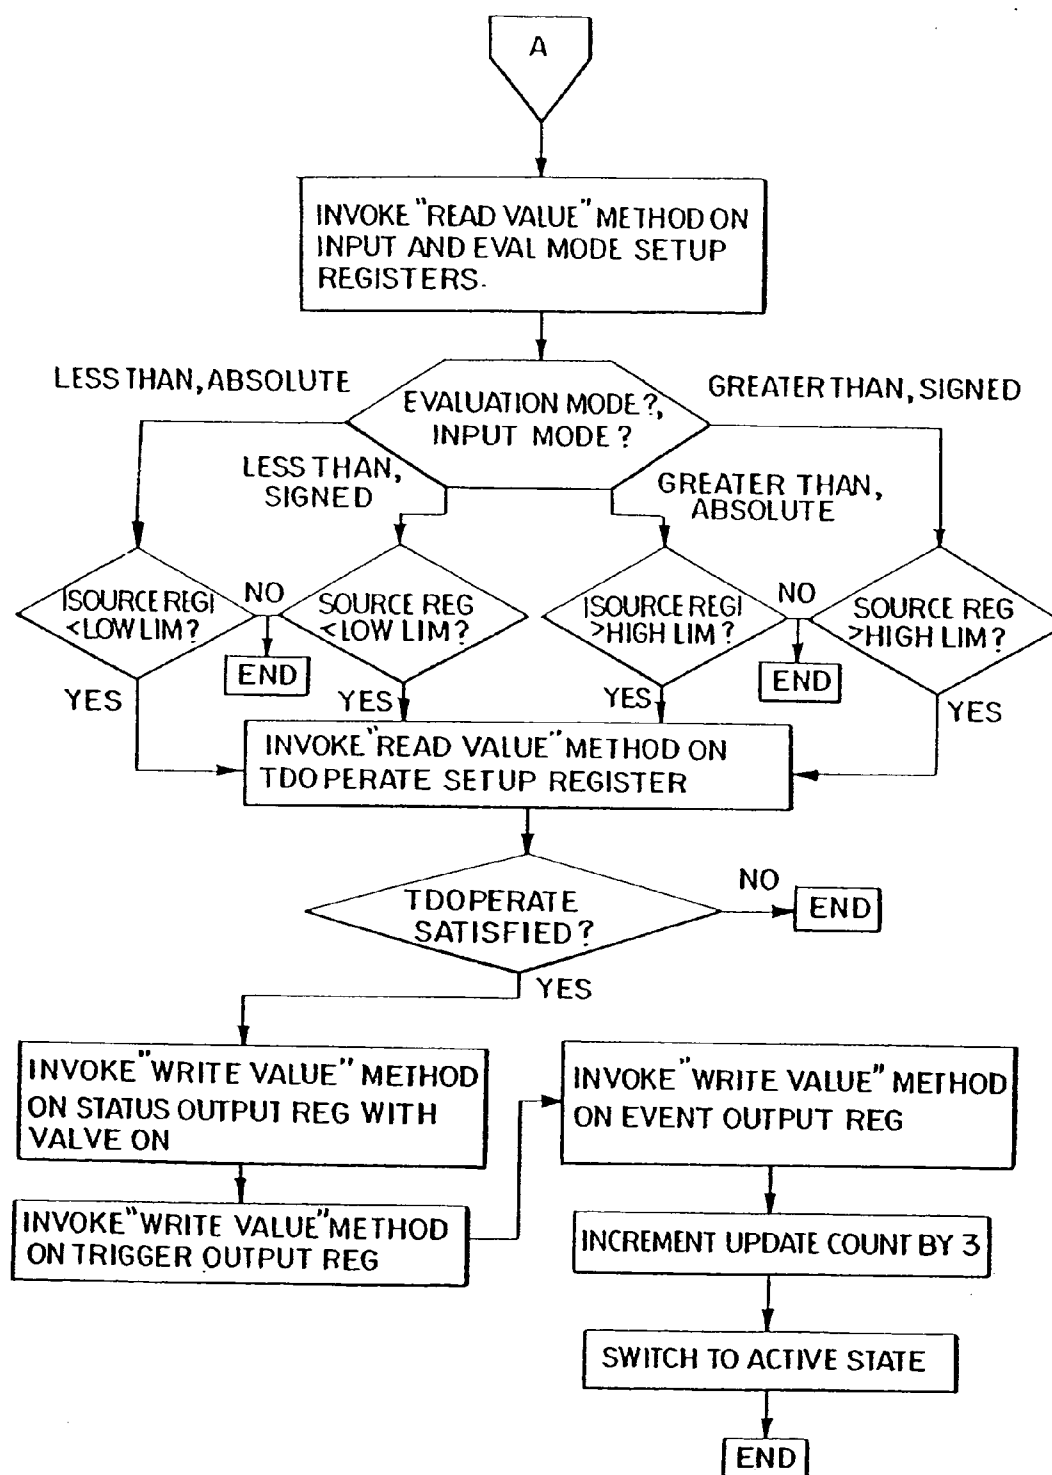 A
INVOKE "READ VALUE" METHOD ON
INPUT AND EVAL MODE SETUP
REGISTERS.
LESS THAN, ABSOLUTE
EVALUATION MODE?,
INPUT MODE?
GREATER THAN, SIGNED
LESS THAN,
SIGNED
GREATER THAN,
ABSOLUTE
|SOURCE REG|
<LOW LIM?
NO
SOURCE REG
<LOW LIM?
|SOURCE REG|
>HIGH LIM?
NO
SOURCE REG
>HIGH LIM?
END
END
YES
YES
YES
YES
INVOKE "READ VALUE" METHOD ON
TDOPERATE SETUP REGISTER
TDOPERATE
SATISFIED?
NO
END
YES
INVOKE "WRITE VALUE" METHOD
ON STATUS OUTPUT REG WITH
VALVE ON
INVOKE "WRITE VALUE" METHOD
ON TRIGGER OUTPUT REG
INVOKE "WRITE VALUE" METHOD
ON EVENT OUTPUT REG
INCREMENT UPDATE COUNT BY 3
SWITCH TO ACTIVE STATE
END